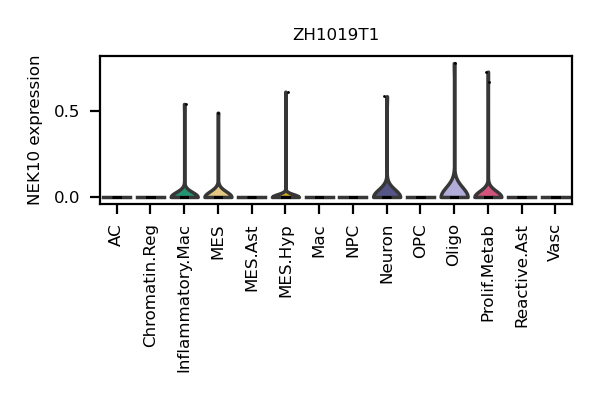 ZH1019T1
NEK10 expression
0.5
0.0
AC
Chromatin.Reg
Inflammatory.Mac
MES
MES.Ast
MES.Hyp
Mac
NPC
Neuron
OPC
Oligo
Prolif.Metab
Reactive.Ast
Vasc